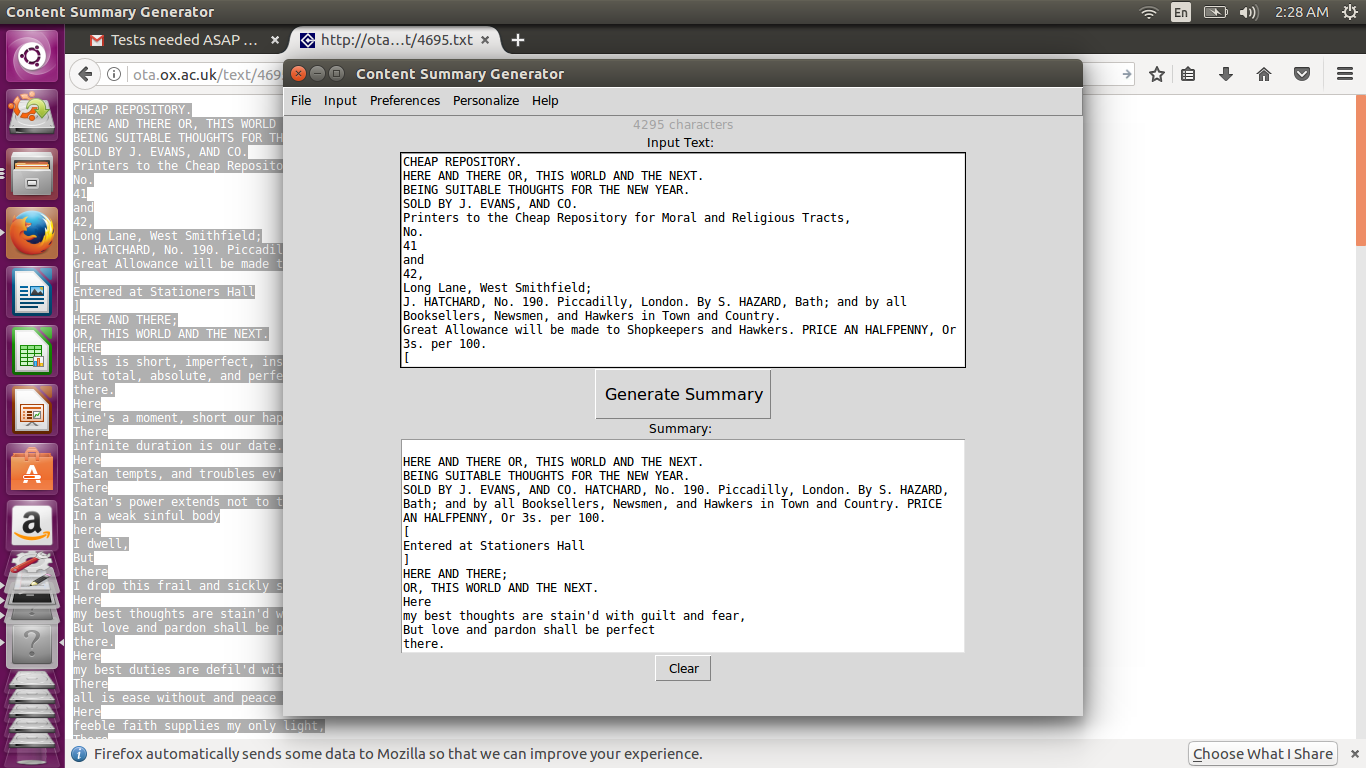 Content Summary Generator
En
2:28 AM
Tests needed ASAP ...
http://ota...t/4695.txt
ota.ox.ac.uk/text/469
CHEAP REPOSITORY.
HERE AND THERE OR, THIS WORLD
BEING SUITABLE THOUGHTS FOR TH
SOLD BY J. EVANS, AND CO.
Printers to the Cheap Reposito
No.
41
and
42,
Long Lane, West Smithfield;
J. HATCHARD, No. 190. Piccadil
Great Allowance will be made t
[
Entered at Stationers Hall
]
HERE AND THERE;
OR, THIS WORLD AND THE NEXT.
HERE
bliss is short, imperfect, ins
But total, absolute, and perfe
there.
Here
time's a moment, short our hap
There
infinite duration is our date.
Here
Satan tempts, and troubles ev'
There
Satan's power extends not to t
In a weak sinful body
here
I dwell,
But
there
I drop this frail and sickly s
Here
my best thoughts are stain'd w
But love and pardon shall be p
there.
Here
my best duties are defil'd wit
There
all is ease without and peace
Here
feeble faith supplies my only light,
Content Summary Generator
File Input Preferences Personalize Help
4295 characters
Input Text:
CHEAP REPOSITORY.
HERE AND THERE OR, THIS WORLD AND THE NEXT.
BEING SUITABLE THOUGHTS FOR THE NEW YEAR.
SOLD BY J. EVANS, AND CO.
Printers to the Cheap Repository for Moral and Religious Tracts,
No.
41
and
42,
Long Lane, West Smithfield;
J. HATCHARD, No. 190. Piccadilly, London. By S. HAZARD, Bath; and by all
Booksellers, Newsmen, and Hawkers in Town and Country.
Great Allowance will be made to Shopkeepers and Hawkers. PRICE AN HALFPENNY, Or
3s. per 100.
[
Generate Summary
Summary:
HERE AND THERE OR, THIS WORLD AND THE NEXT.
BEING SUITABLE THOUGHTS FOR THE NEW YEAR.
SOLD BY J. EVANS, AND CO. HATCHARD, No. 190. Piccadilly, London. By S. HAZARD,
Bath; and by all Booksellers, Newsmen, and Hawkers in Town and Country. PRICE
AN HALFPENNY, Or 3s. per 100.
[
Entered at Stationers Hall
]
HERE AND THERE;
OR, THIS WORLD AND THE NEXT.
Here
my best thoughts are stain'd with guilt and fear,
But love and pardon shall be perfect
there.
Clear
Firefox automatically sends some data to Mozilla so that we can improve your experience.
Choose What I Share